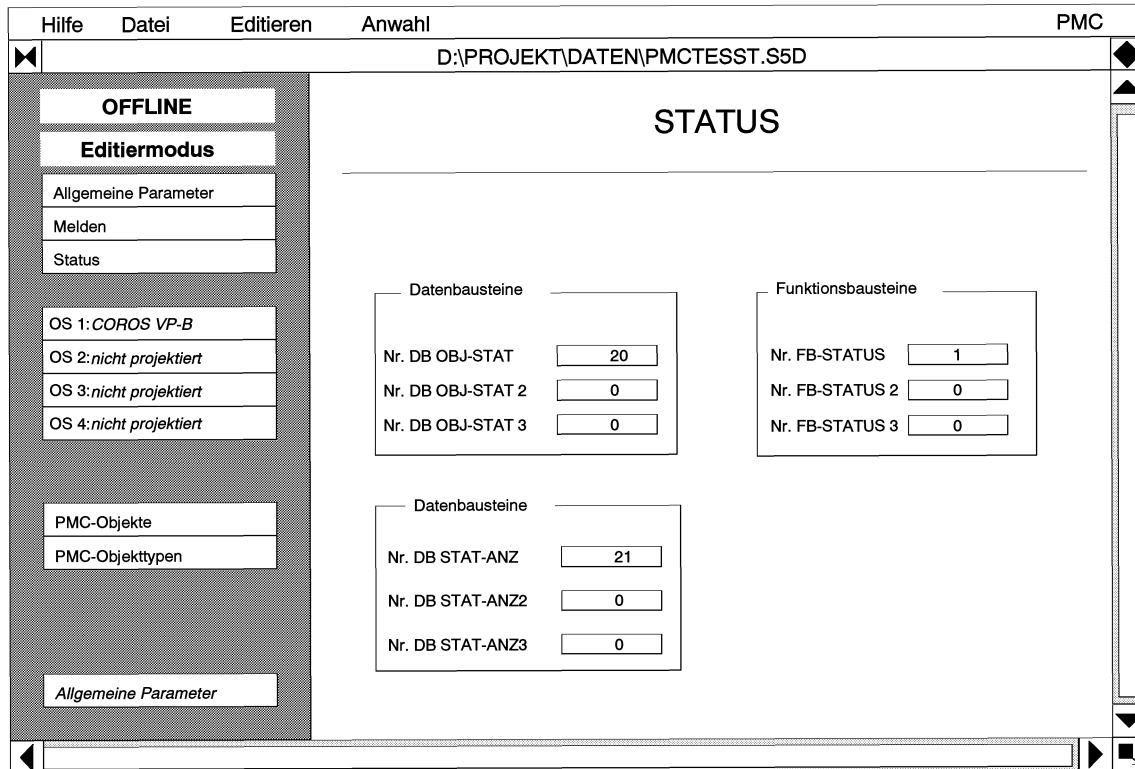 Hilfe Datei Editieren Anwahl PMC
D:\PROJEKT\DATEN\PMCTESST.S5D
OFFLINE
Editiermodus
Allgemeine Parameter
Melden
Status
OS 1: COROS VP-B
OS 2: nicht projektiert
OS 3: nicht projektiert
OS 4: nicht projektiert
PMC-Objekte
PMC-Objekttypen
Allgemeine Parameter
STATUS
Datenbausteine
Nr. DB OBJ-STAT 20
Nr. DB OBJ-STAT 2 0
Nr. DB OBJ-STAT 3 0
Funktionsbausteine
Nr. FB-STATUS 1
Nr. FB-STATUS 2 0
Nr. FB-STATUS 3 0
Datenbausteine
Nr. DB STAT-ANZ 21
Nr. DB STAT-ANZ2 0
Nr. DB STAT-ANZ3 0